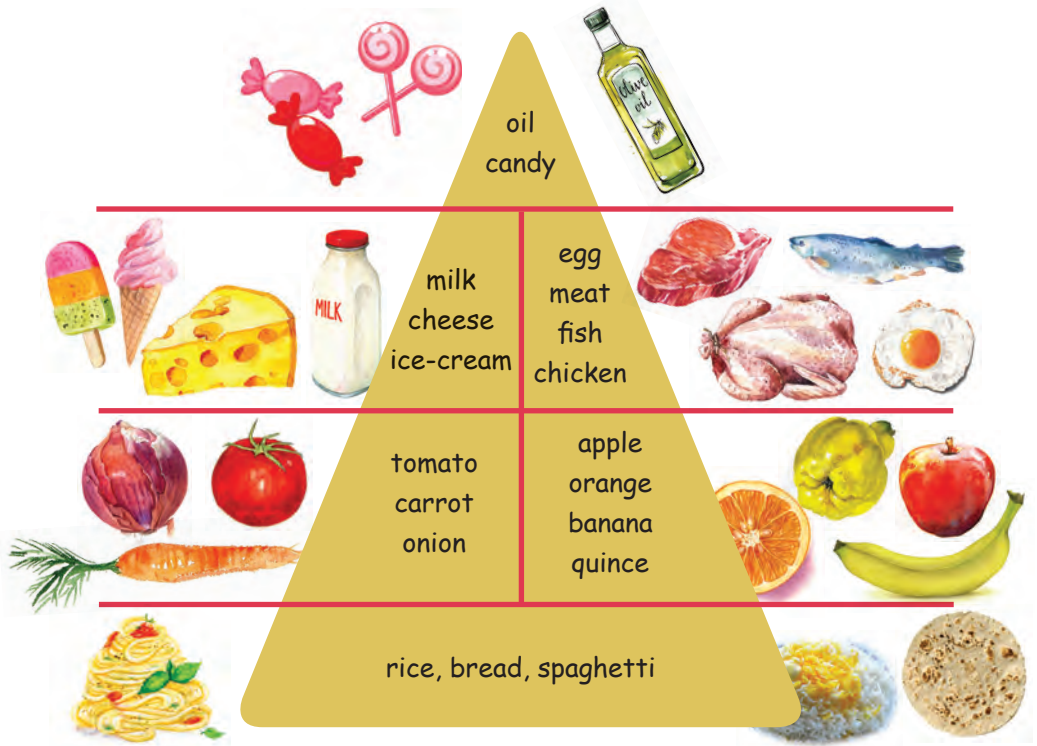 oil
candy
olive
oil
milk
cheese
ice-cream
MILK
egg
meat
fish
chicken
tomato
carrot
onion
apple
orange
banana
quince
rice, bread, spaghetti